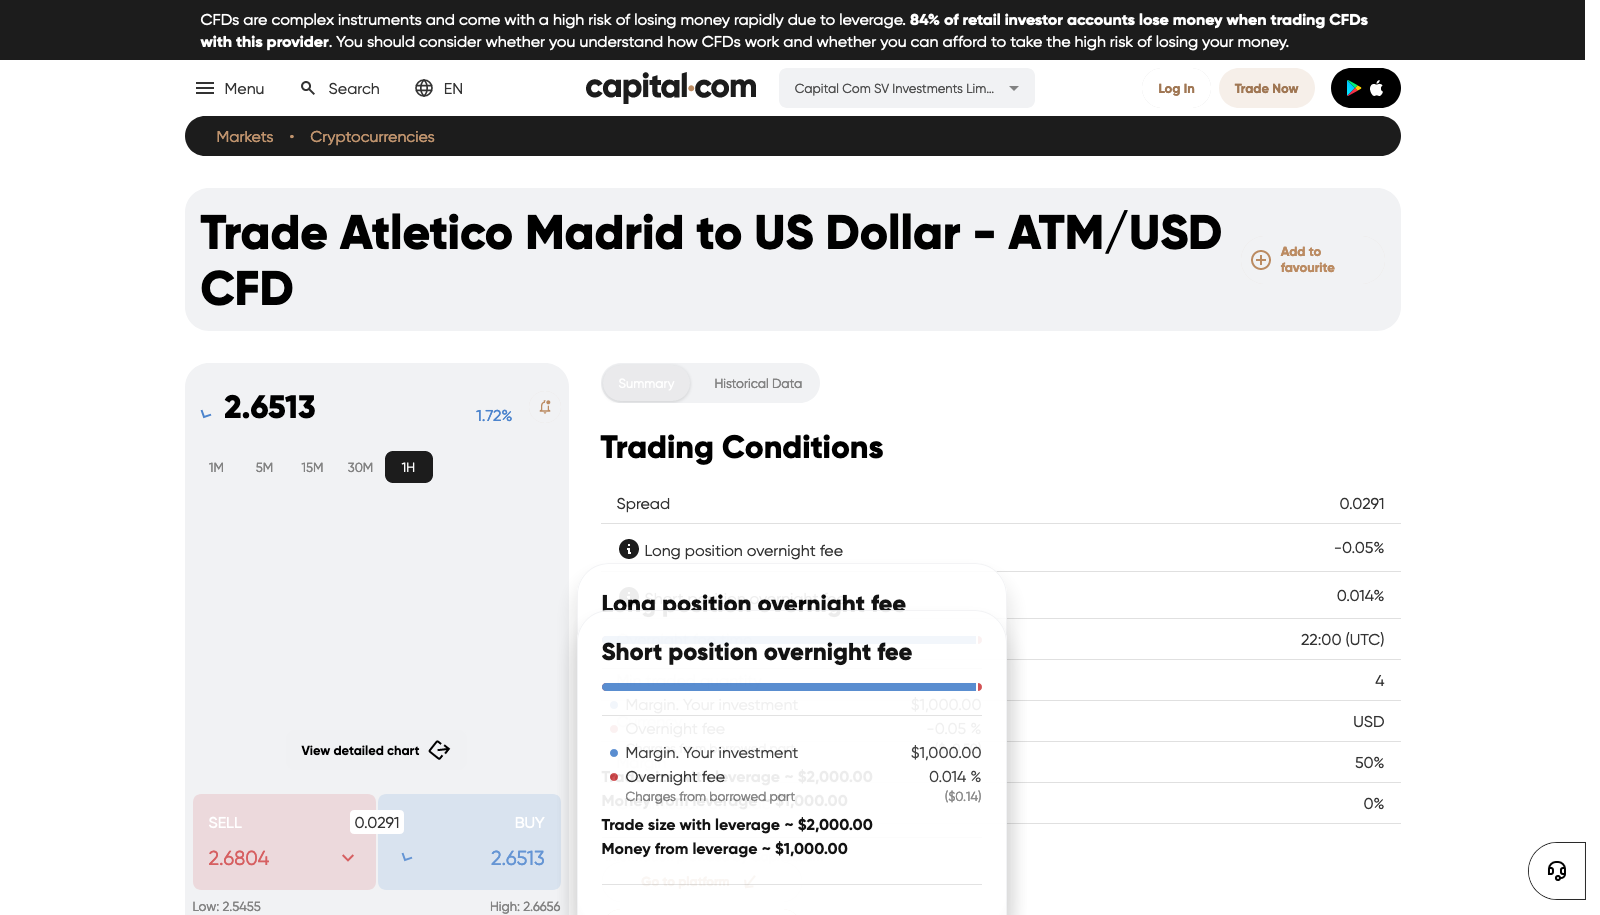 CFDs are complex instruments and come with a high risk of losing money rapidly due to leverage. 84% of retail investor accounts lose money when trading CFDs
with this provider. You should consider whether you understand how CFDs work and whether you can afford to take the high risk of losing your money.
Menu
Search
EN
capital.com
Capital Com SV Investments Lim...
Log In
Trade Now
Markets • Cryptocurrencies
Trade Atletico Madrid to US Dollar - ATM/USD
CFD
Add to
favourite
2.6513
1.72%
1M
5M
15M
30M
1H
View detailed chart
SELL
0.0291
BUY
2.6804
2.6513
Low: 2.5455
High: 2.6656
Summary
Historical Data
Trading Conditions
Spread 0.0291
Long position overnight fee -0.05%
0.014%
22:00 (UTC)
4
USD
50%
0%
Long position overnight fee
Short position overnight fee
Margin. Your investment $1,000.00
Overnight fee -0.05 %
Margin. Your investment $1,000.00
Overnight fee 0.014 %
Charges from borrowed part ($0.14)
Trade size with leverage ~ $2,000.00
Money from leverage ~ $1,000.00
Go to platform